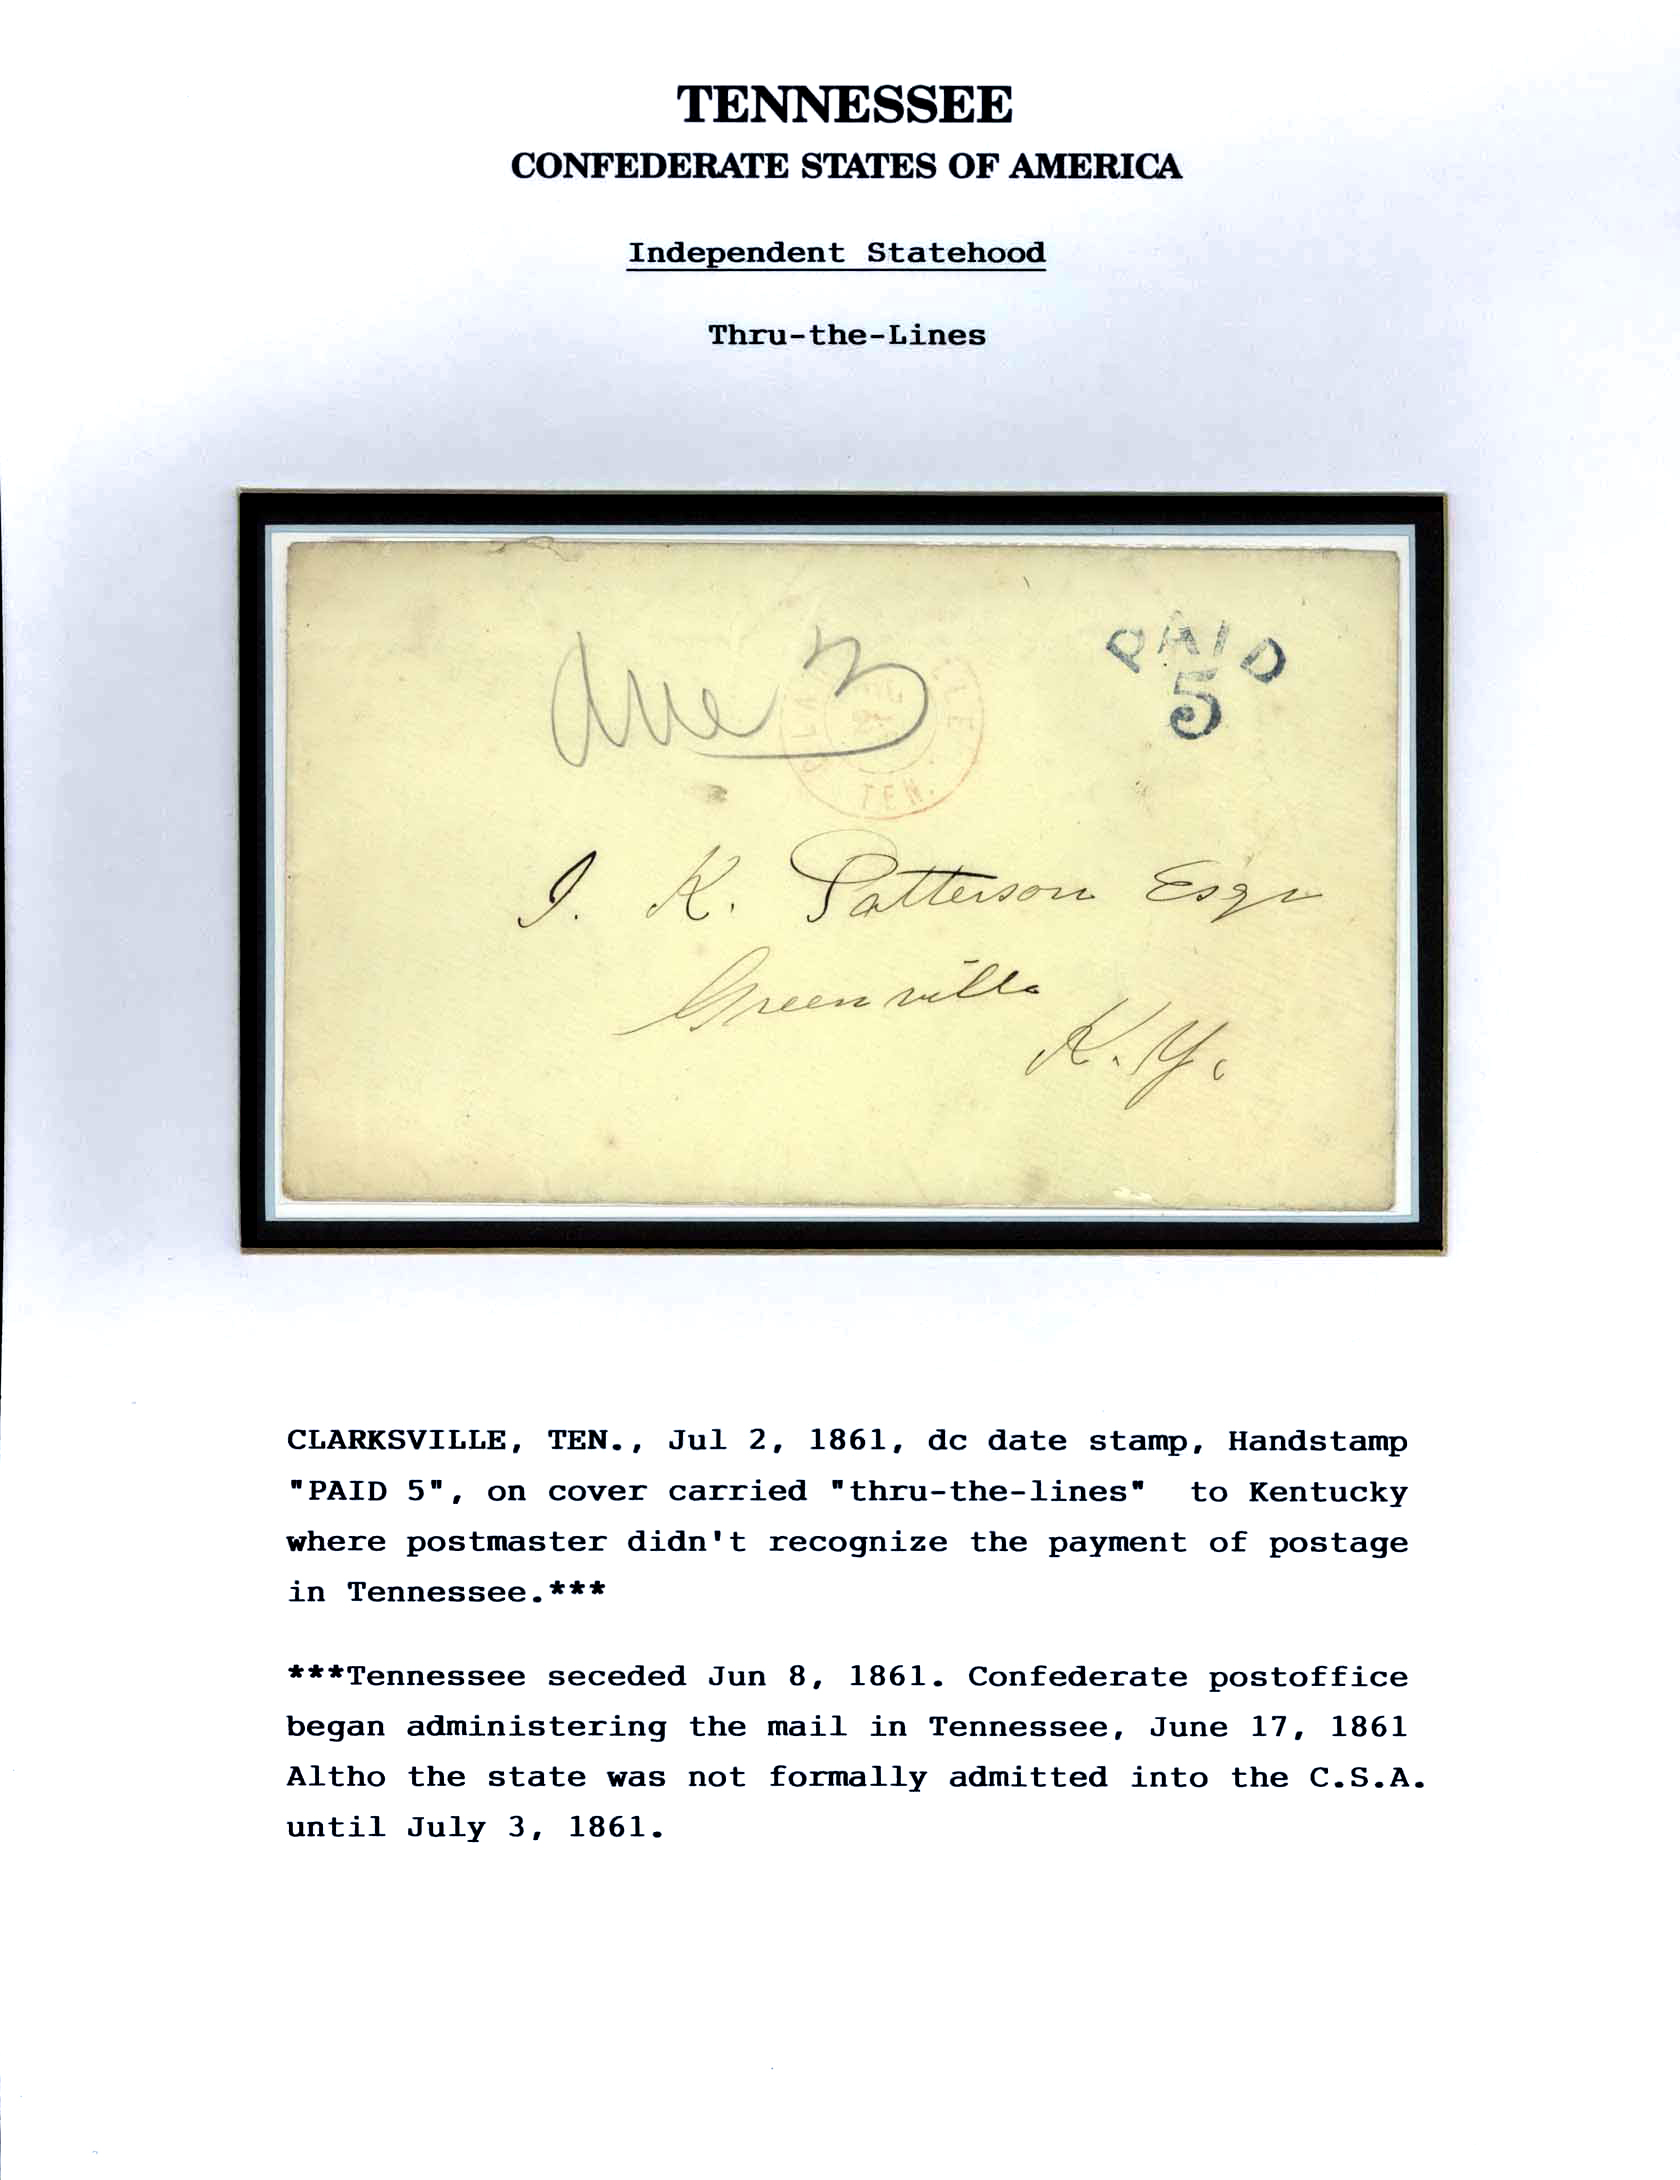 TENNESSEE
CONFEDERATE STATES OF AMERICA
Independent Statehood
Thru-the-Lines
Due 3
PAID
5
TEN.
J. K. Patterson Esqr
Greenville
K.Y.
CLARKSVILLE, TEN., Jul 2, 1861, dc date stamp, Handstamp
"PAID 5", on cover carried "thru-the-lines" to Kentucky
where postmaster didn't recognize the payment of postage
in Tennessee.***
***Tennessee seceded Jun 8, 1861. Confederate postoffice
began administering the mail in Tennessee, June 17, 1861
Altho the state was not formally admitted into the C.S.A.
until July 3, 1861.